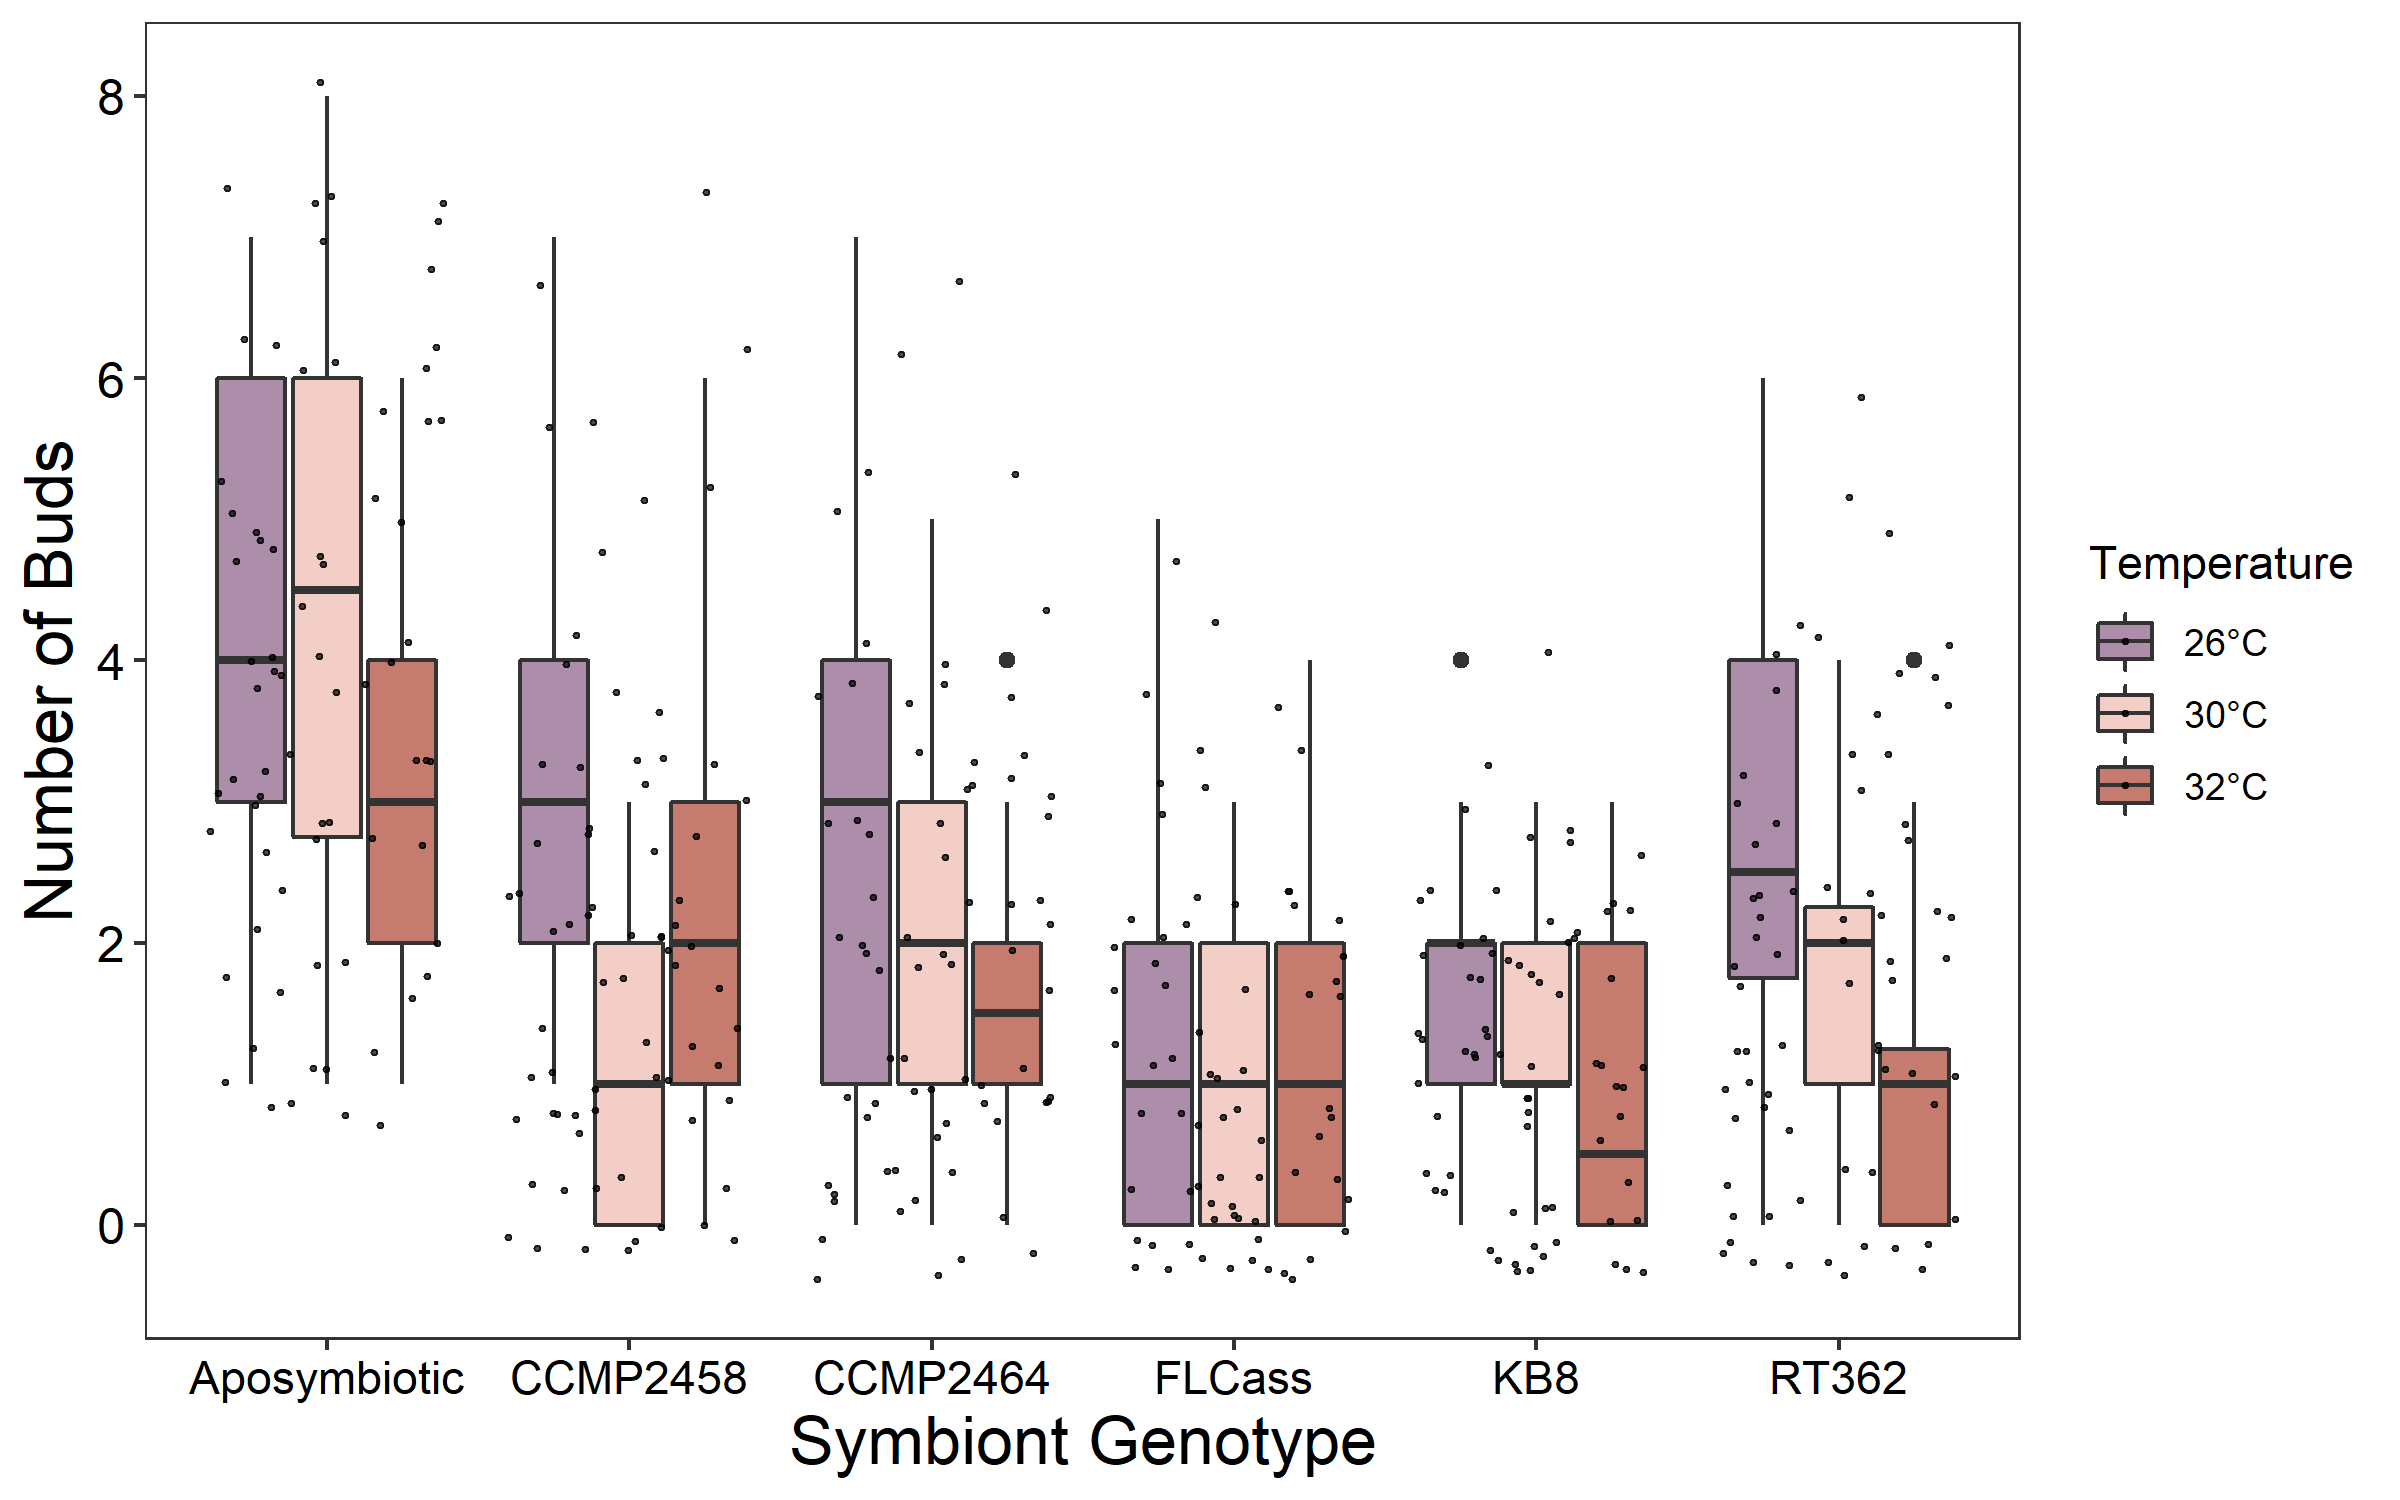 8
6
4
2
0
Number of Buds
Aposymbiotic CCMP2458 CCMP2464 FLCass KB8 RT362
Symbiont Genotype
Temperature
26°C
30°C
32°C